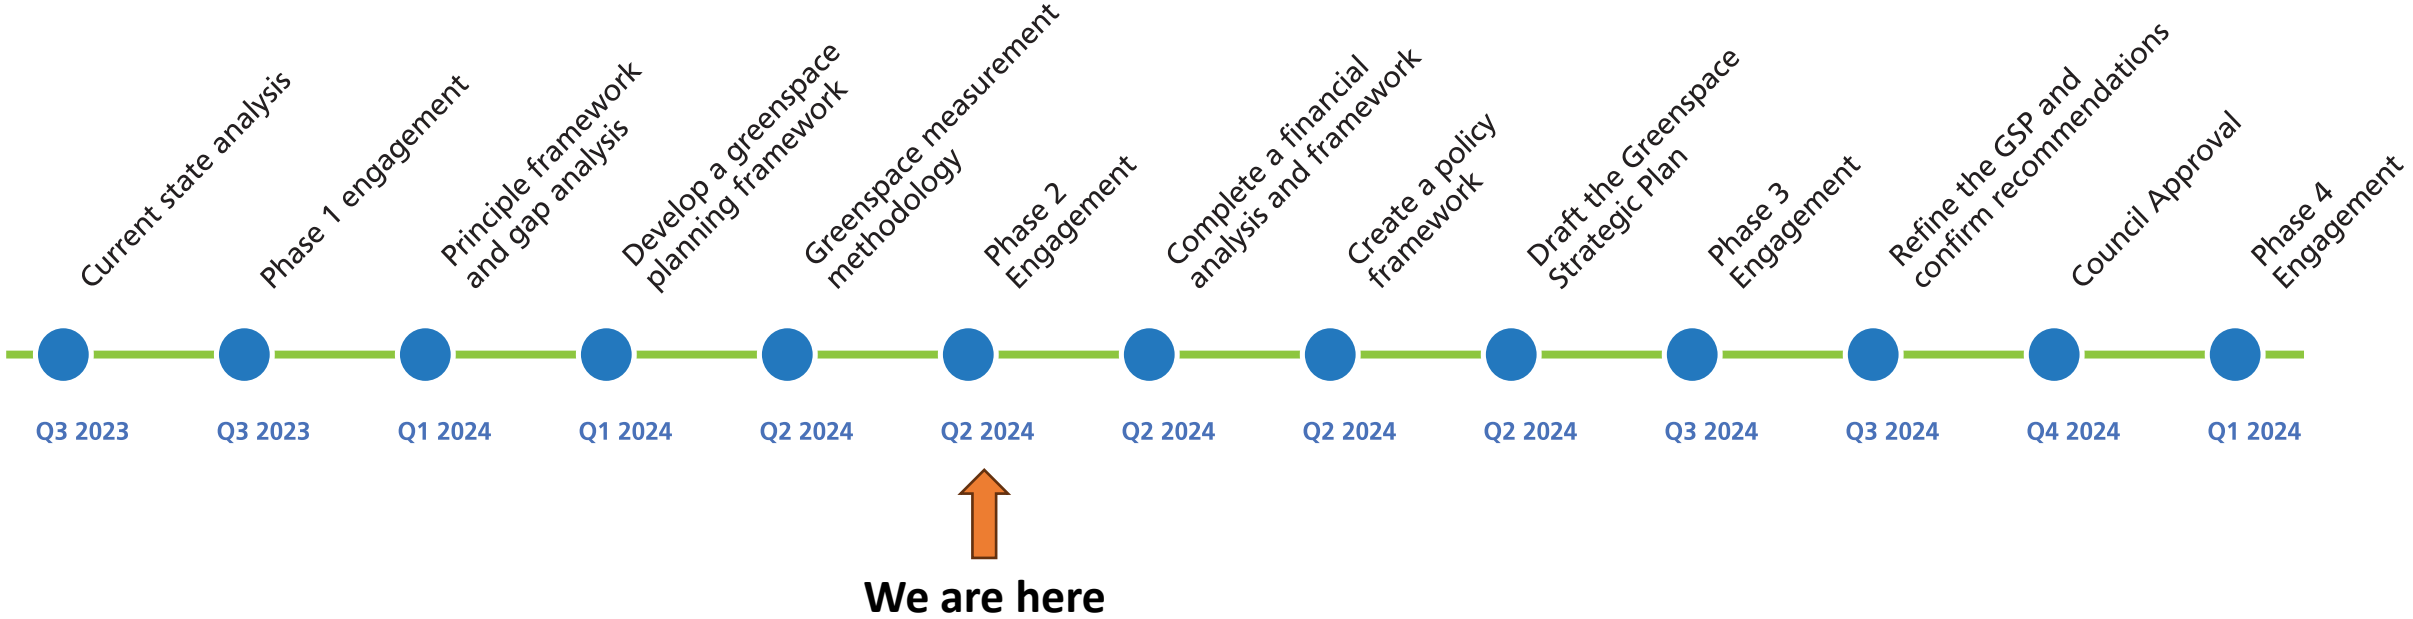 Current state analysis
Phase 1 engagement
Principle framework
and gap analysis
Develop a greenspace
planning framework
Greenspace measurement
methodology
Phase 2
Engagement
Complete a financial
analysis and framework
Create a policy
framework
Draft the Greenspace
Strategic Plan
Phase 3
Engagement
Refine the GSP and
confirm recommendations
Council Approval
Phase 4
Engagement
Q3 2023
Q3 2023
Q1 2024
Q1 2024
Q2 2024
Q2 2024
Q2 2024
Q2 2024
Q2 2024
Q3 2024
Q3 2024
Q4 2024
Q1 2024
We are here